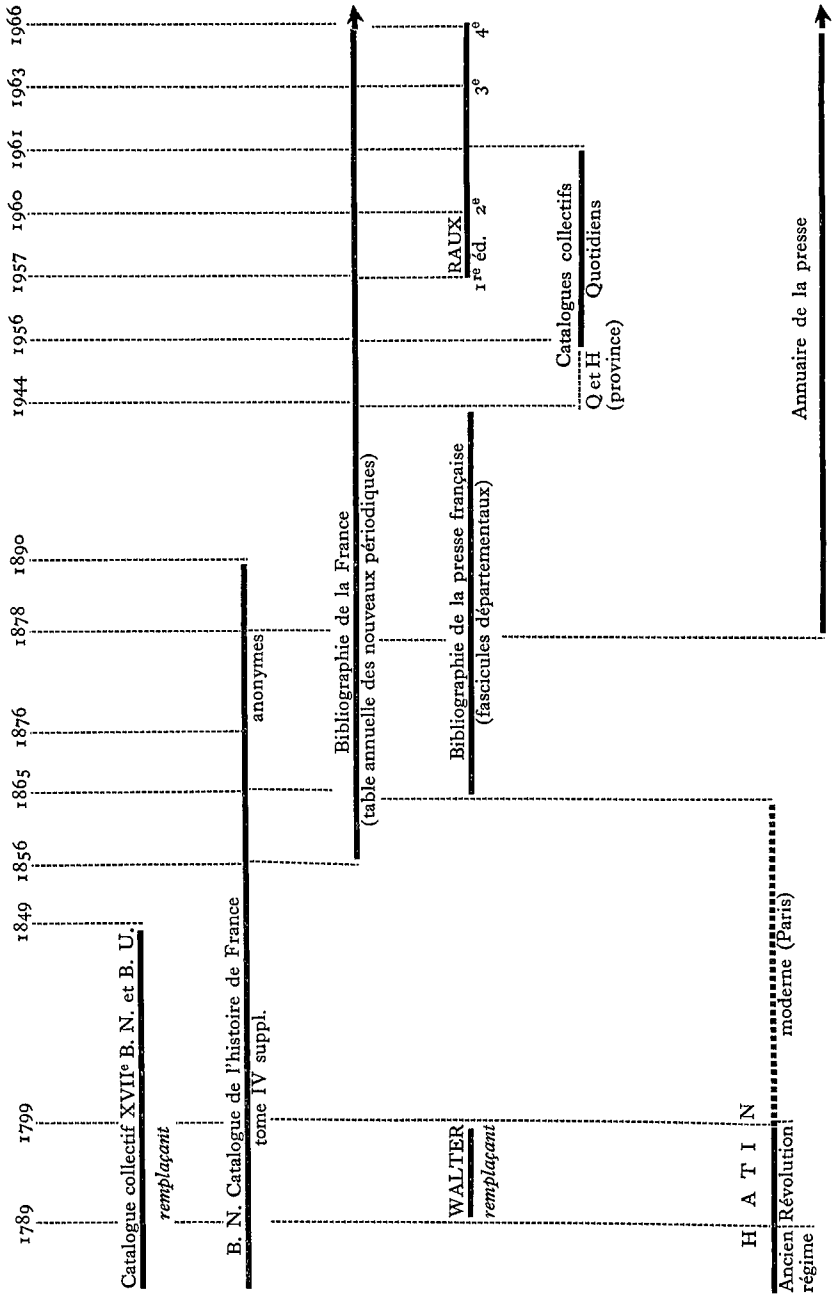 1789
1799
1849
1856
1865
1876
1878
1890
1944
1956
1957
1960
1961
1963
1966
Catalogue collectif XVIIᵉ B. N. et B. U.
remplaçant
B. N. Catalogue de l'histoire de France
tome IV suppl.
anonymes
Bibliographie de la France
(table annuelle des nouveaux périodiques)
WALTER
remplaçant
Bibliographie de la presse française
(fascicules départementaux)
RAUX
1ʳᵉ éd. 2ᵉ 3ᵉ 4ᵉ
Catalogues collectifs
Q et H Quotidiens
(province)
H A T I N
Ancien Révolution moderne (Paris)
régime
Annuaire de la presse